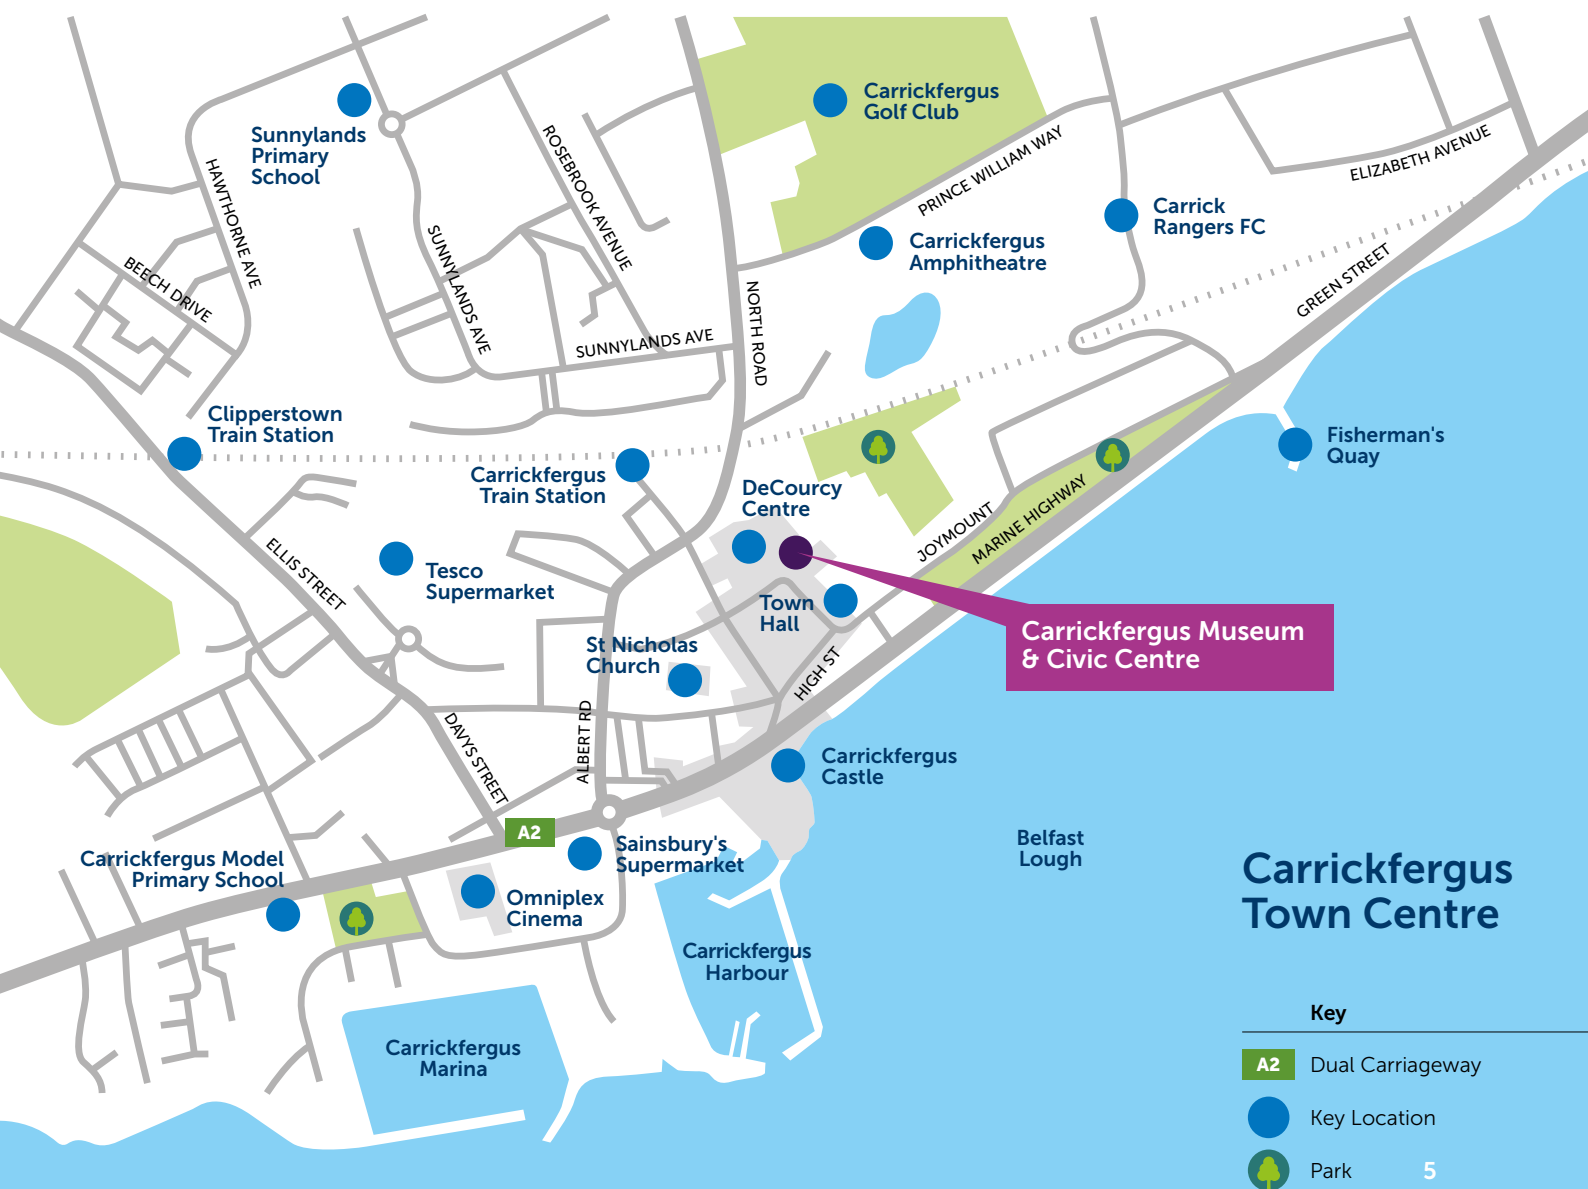 Carrickfergus
Golf Club
Sunnylands
Primary
School
HAWTHORNE AVE
ROSEBROOK AVENUE
PRINCE WILLIAM WAY
ELIZABETH AVENUE
Carrick
Rangers FC
Carrickfergus
Amphitheatre
SUNNYLANDS AVE
BEECH DRIVE
GREEN STREET
NORTH ROAD
SUNNYLANDS AVE
Clipperstown
Train Station
Carrickfergus
Train Station
Fisherman's
Quay
DeCourcy
Centre
JOYMOUNT
MARINE HIGHWAY
ELLIS STREET
Tesco
Supermarket
Town
Hall
Carrickfergus Museum
& Civic Centre
St Nicholas
Church
HIGH ST
DAVYS STREET
ALBERT RD
Carrickfergus
Castle
A2
Sainsbury's
Supermarket
Belfast
Lough
Carrickfergus Model
Primary School
Omniplex
Cinema
Carrickfergus
Town Centre
Carrickfergus
Harbour
Carrickfergus
Marina
Key
A2 Dual Carriageway
Key Location
Park
5